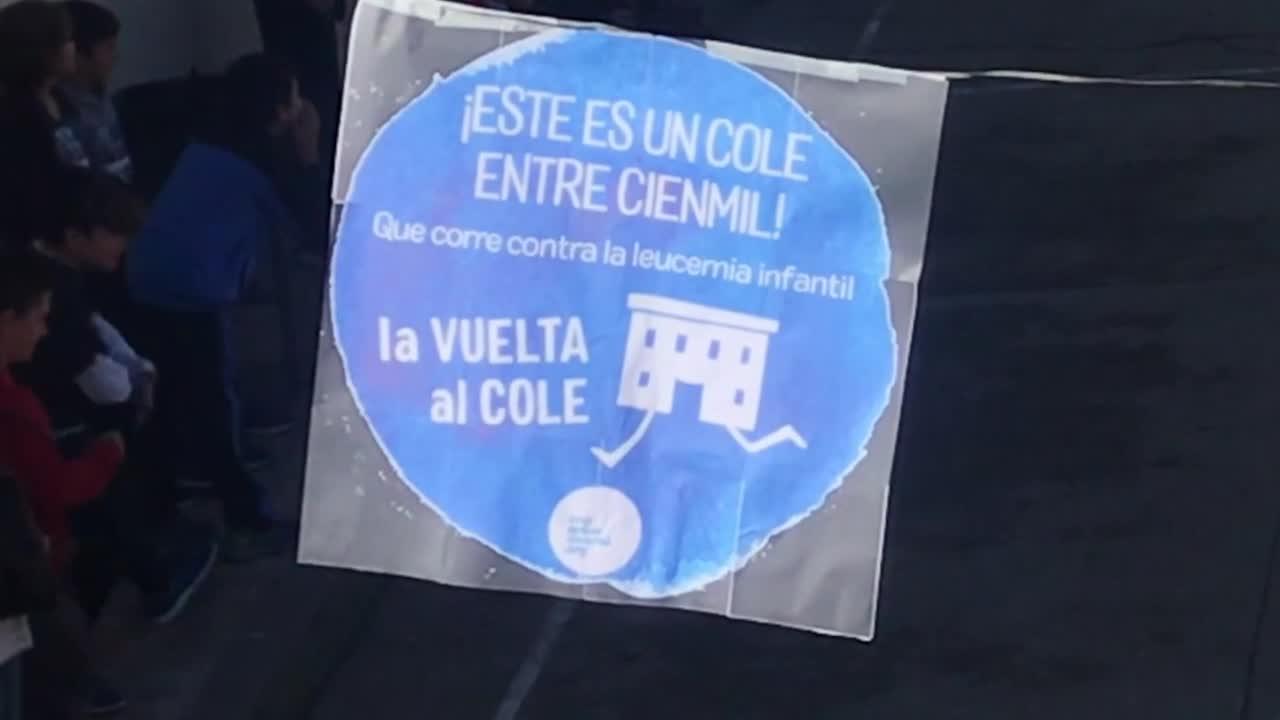 ¡ESTE ES UN COLE
ENTRE CIENMIL!
Que corre contra la leucemia infantil
la VUELTA
al COLE